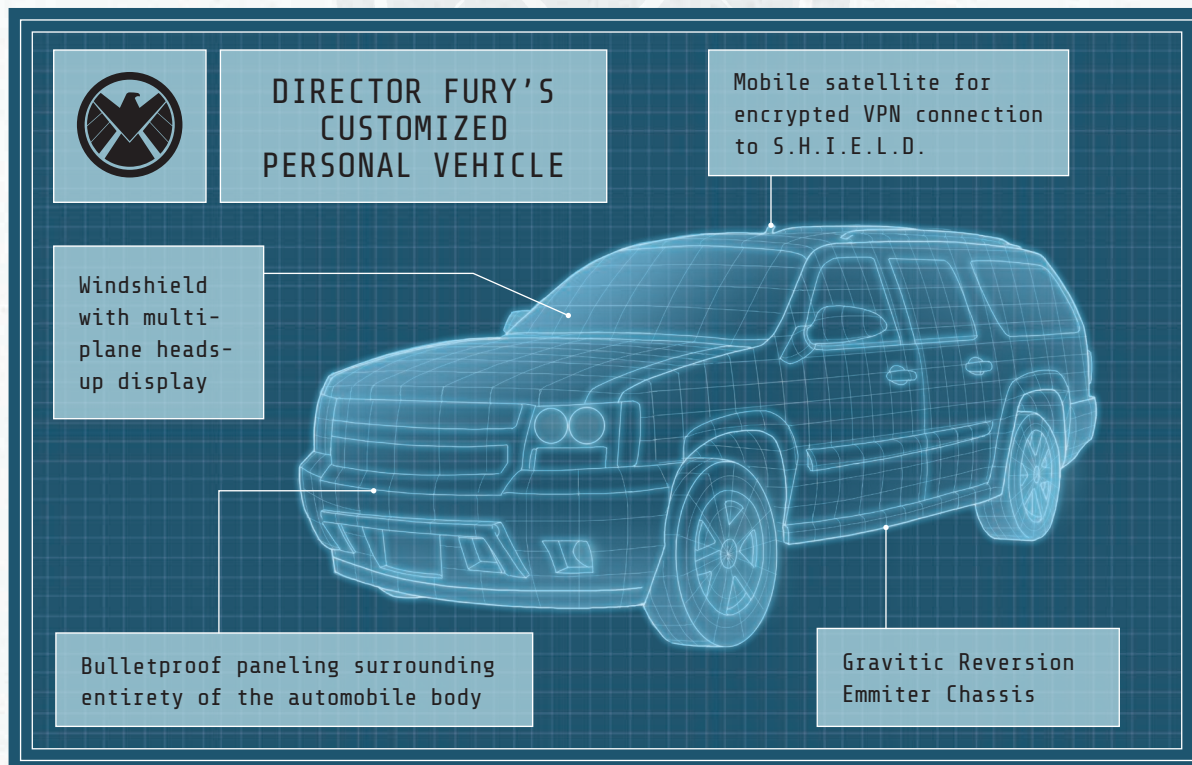 DIRECTOR FURY'S
CUSTOMIZED
PERSONAL VEHICLE
Mobile satellite for
encrypted VPN connection
to S.H.I.E.L.D.
Windshield
with multi-
plane heads-
up display
Bulletproof paneling surrounding
entirety of the automobile body
Gravitic Reversion
Emmiter Chassis